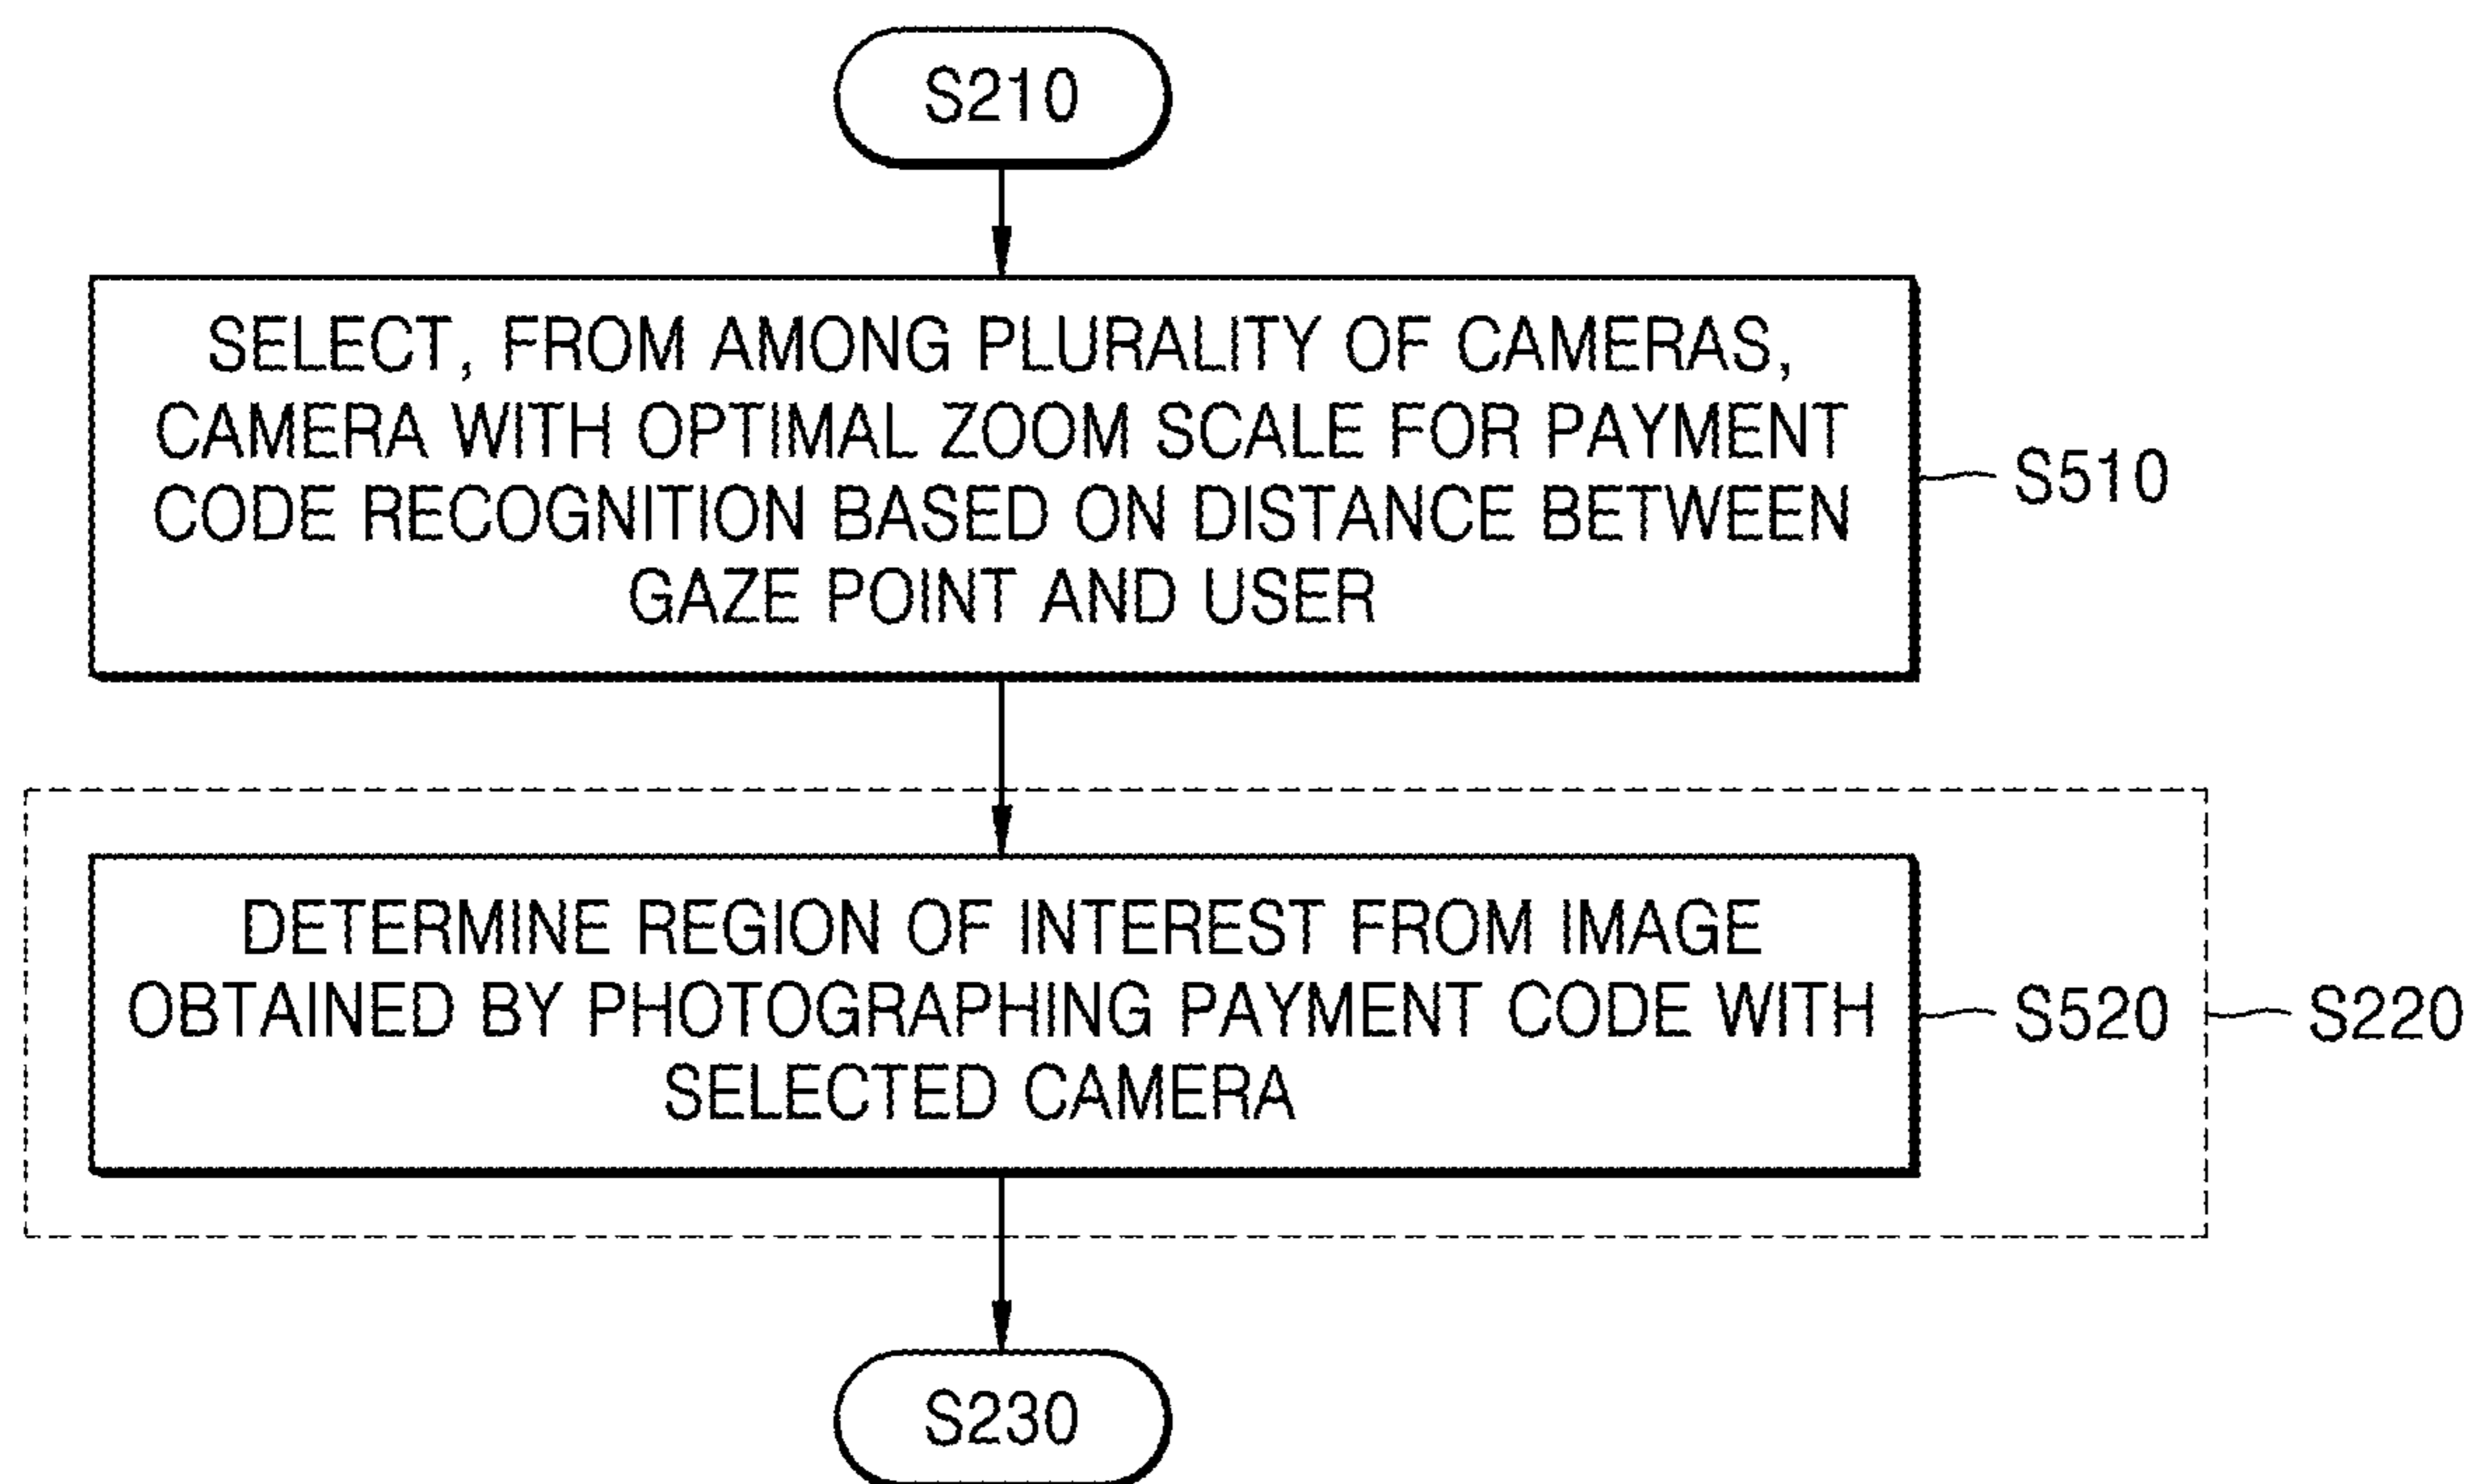 S210
SELECT, FROM AMONG PLURALITY OF CAMERAS,
CAMERA WITH OPTIMAL ZOOM SCALE FOR PAYMENT
CODE RECOGNITION BASED ON DISTANCE BETWEEN
GAZE POINT AND USER
S510
DETERMINE REGION OF INTEREST FROM IMAGE
OBTAINED BY PHOTOGRAPHING PAYMENT CODE WITH
SELECTED CAMERA
S520
S220
S230